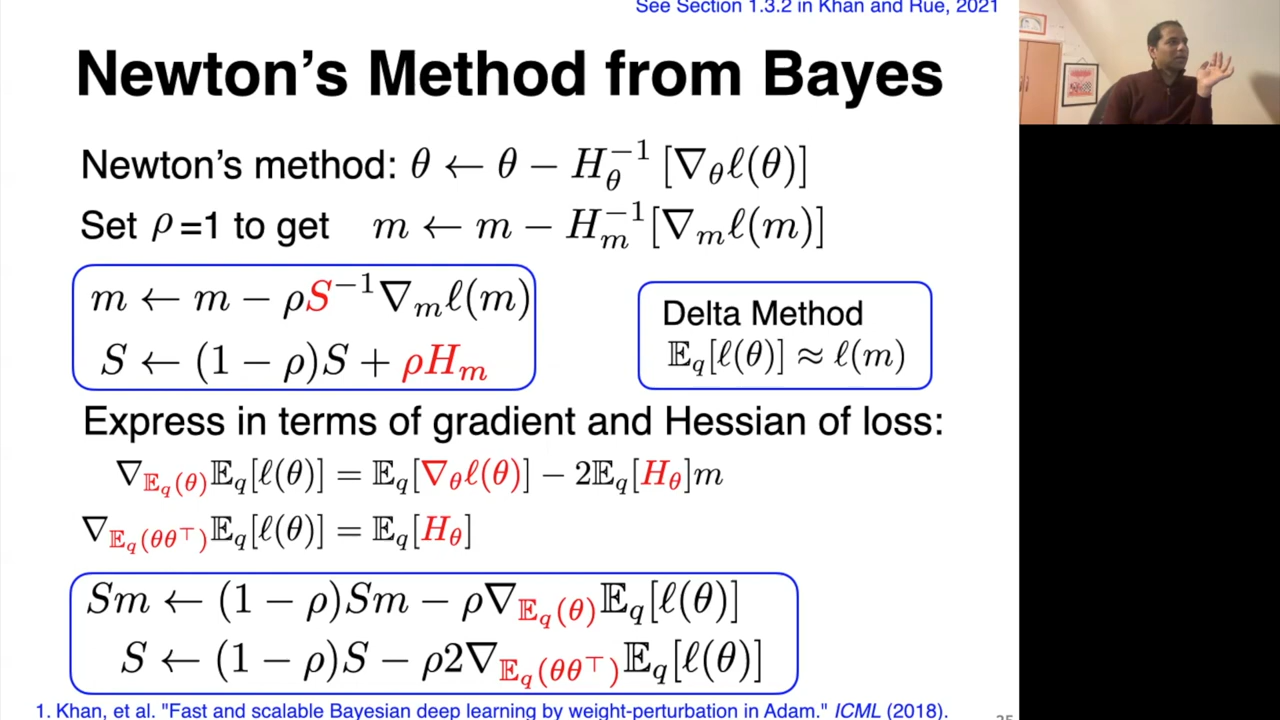 See Section 1.3.2 in Khan and Rue, 2021
Newton's Method from Bayes
Newton's method: θ ← θ − H_θ^{−1} [∇_θ ℓ(θ)]
Set ρ=1 to get m ← m − H_m^{−1}[∇_m ℓ(m)]
m ← m − ρS^{−1}∇_m ℓ(m)
S ← (1 − ρ)S + ρH_m
Delta Method
𝔼_q[ℓ(θ)] ≈ ℓ(m)
Express in terms of gradient and Hessian of loss:
∇_{𝔼_q(θ)}𝔼_q[ℓ(θ)] = 𝔼_q[∇_θ ℓ(θ)] − 2𝔼_q[H_θ]m
∇_{𝔼_q(θθ^⊤)}𝔼_q[ℓ(θ)] = 𝔼_q[H_θ]
Sm ← (1 − ρ)Sm − ρ∇_{𝔼_q(θ)}𝔼_q[ℓ(θ)]
S ← (1 − ρ)S − ρ2∇_{𝔼_q(θθ^⊤)}𝔼_q[ℓ(θ)]
1. Khan, et al. "Fast and scalable Bayesian deep learning by weight-perturbation in Adam." ICML (2018).